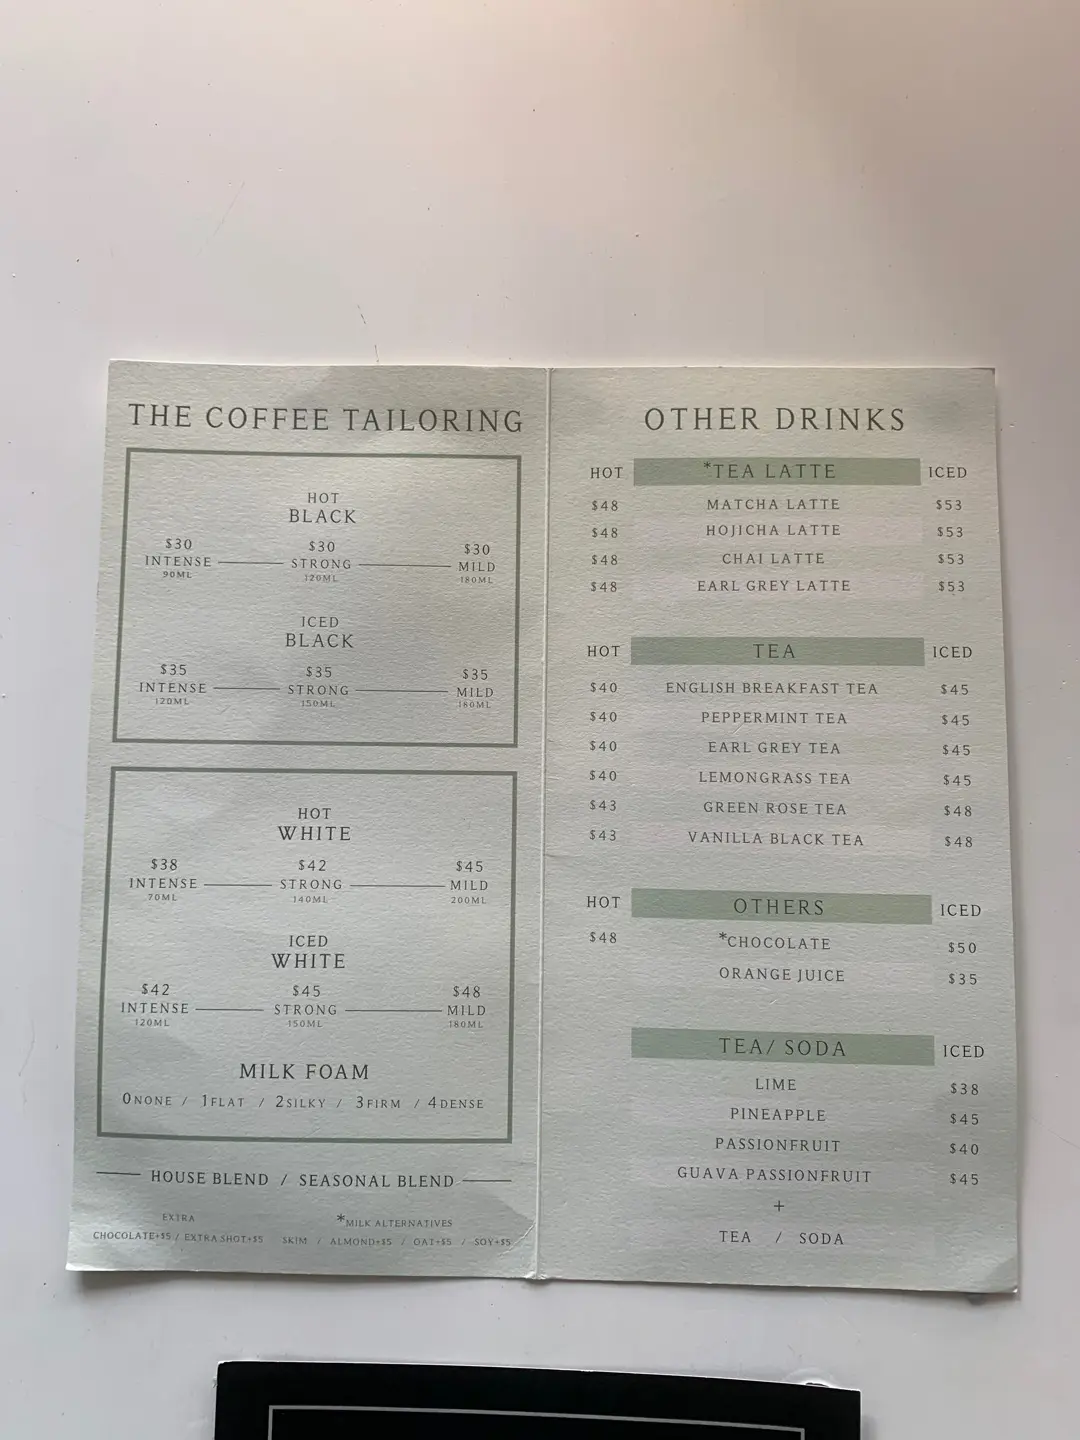 THE COFFEE TAILORING
HOT
BLACK
$30 $30 $30
INTENSE STRONG MILD
90ML 120ML 180ML
ICED
BLACK
$35 $35 $35
INTENSE STRONG MILD
120ML 150ML 180ML
HOT
WHITE
$38 $42 $45
INTENSE STRONG MILD
70ML 140ML 200ML
ICED
WHITE
$42 $45 $48
INTENSE STRONG MILD
120ML 150ML 180ML
MILK FOAM
0NONE / 1FLAT / 2SILKY / 3FIRM / 4DENSE
HOUSE BLEND / SEASONAL BLEND
EXTRA
CHOCOLATE+$5 / EXTRA SHOT+$5
*MILK ALTERNATIVES
SKIM / ALMOND+$5 / OAT+$5 / SOY+$5
OTHER DRINKS
HOT *TEA LATTE ICED
$48 MATCHA LATTE $53
$48 HOJICHA LATTE $53
$48 CHAI LATTE $53
$48 EARL GREY LATTE $53
HOT TEA ICED
$40 ENGLISH BREAKFAST TEA $45
$40 PEPPERMINT TEA $45
$40 EARL GREY TEA $45
$40 LEMONGRASS TEA $45
$43 GREEN ROSE TEA $48
$43 VANILLA BLACK TEA $48
HOT OTHERS ICED
$48 *CHOCOLATE $50
ORANGE JUICE $35
TEA/ SODA ICED
LIME $38
PINEAPPLE $45
PASSIONFRUIT $40
GUAVA PASSIONFRUIT $45
+
TEA / SODA